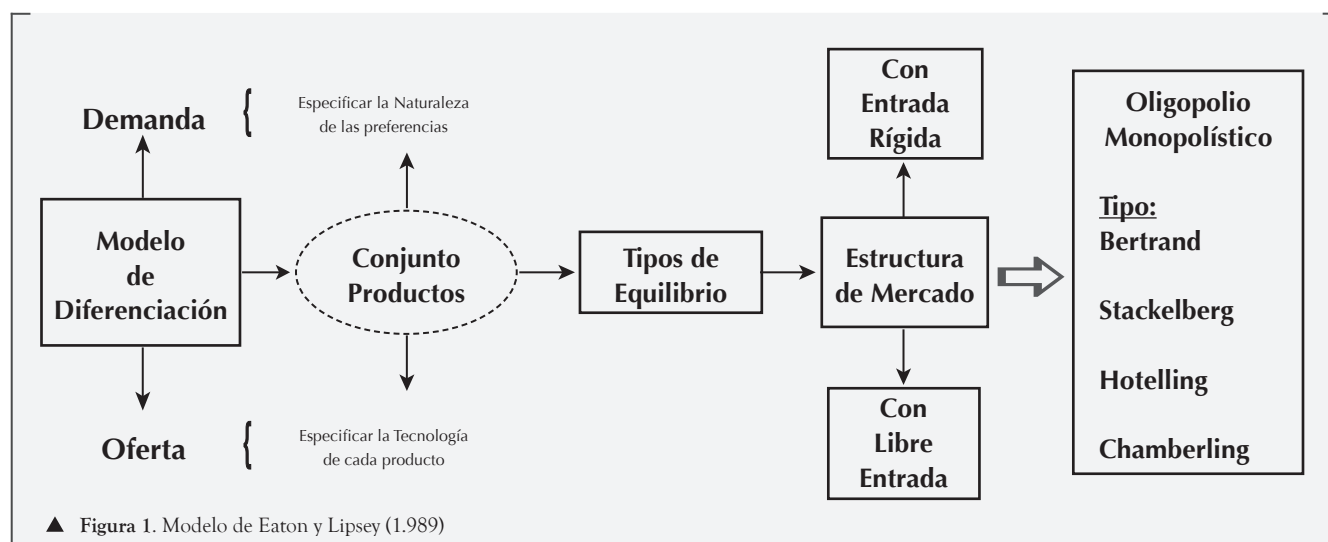 Demanda
{
Especificar la Naturaleza
de las preferencias
Modelo
de
Diferenciación
Conjunto
Productos
Oferta
{
Especificar la Tecnología
de cada producto
Tipos de
Equilibrio
Con
Entrada
Rígida
Estructura
de Mercado
Con
Libre
Entrada
Oligopolio
Monopolístico
Tipo:
Bertrand
Stackelberg
Hotelling
Chamberling
▲ Figura 1. Modelo de Eaton y Lipsey (1.989)